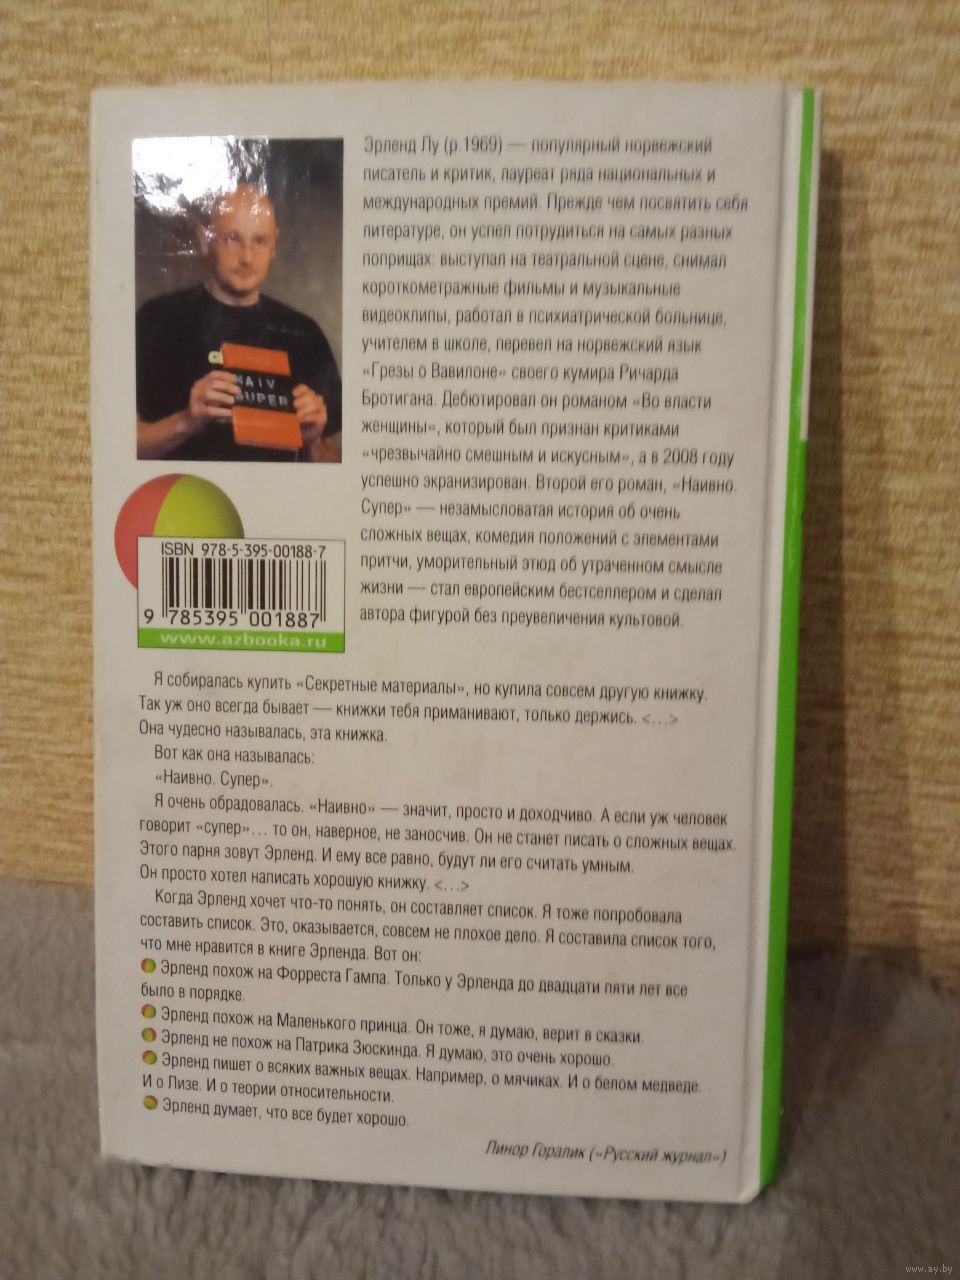 Эрленд Лу (р.1969) — популярный норвежский
писатель и критик, лауреат ряда национальных и
международных премий. Прежде чем посвятить себя
литературе, он успел потрудиться на самых разных
поприщах: выступал на театральной сцене, снимал
короткометражные фильмы и музыкальные
видеоклипы, работал в психиатрической больнице,
учителем в школе, перевел на норвежский язык
«Грезы о Вавилоне» своего кумира Ричарда
Бротигана. Дебютировал он романом «Во власти
женщины», который был признан критиками
«чрезвычайно смешным и искусным», а в 2008 году
успешно экранизирован. Второй его роман, «Наивно.
Супер» — незамысловатая история об очень
сложных вещах, комедия положений с элементами
притчи, уморительный этюд об утраченном смысле
жизни — стал европейским бестселлером и сделал
автора фигурой без преувеличения культовой.
NAIV
SUPER
ISBN 978-5-395-00188-7
9 785395 001887
www.azbooka.ru
Я собиралась купить «Секретные материалы», но купила совсем другую книжку.
Так уж оно всегда бывает — книжки тебя приманивают, только держись. <...>
Она чудесно называлась, эта книжка.
Вот как она называлась:
«Наивно. Супер».
Я очень обрадовалась. «Наивно» — значит, просто и доходчиво. А если уж человек
говорит «супер»... то он, наверное, не заносчив. Он не станет писать о сложных вещах.
Этого парня зовут Эрленд. И ему все равно, будут ли его считать умным.
Он просто хотел написать хорошую книжку. <...>
Когда Эрленд хочет что-то понять, он составляет список. Я тоже попробовала
составить список. Это, оказывается, совсем не плохое дело. Я составила список того,
что мне нравится в книге Эрленда. Вот он:
Эрленд похож на Форреста Гампа. Только у Эрленда до двадцати пяти лет все
было в порядке.
Эрленд похож на Маленького принца. Он тоже, я думаю, верит в сказки.
Эрленд не похож на Патрика Зюскинда. Я думаю, это очень хорошо.
Эрленд пишет о всяких важных вещах. Например, о мячиках. И о белом медведе.
И о Лизе. И о теории относительности.
Эрленд думает, что все будет хорошо.
Линор Горалик («Русский журнал»)
www.ay.by